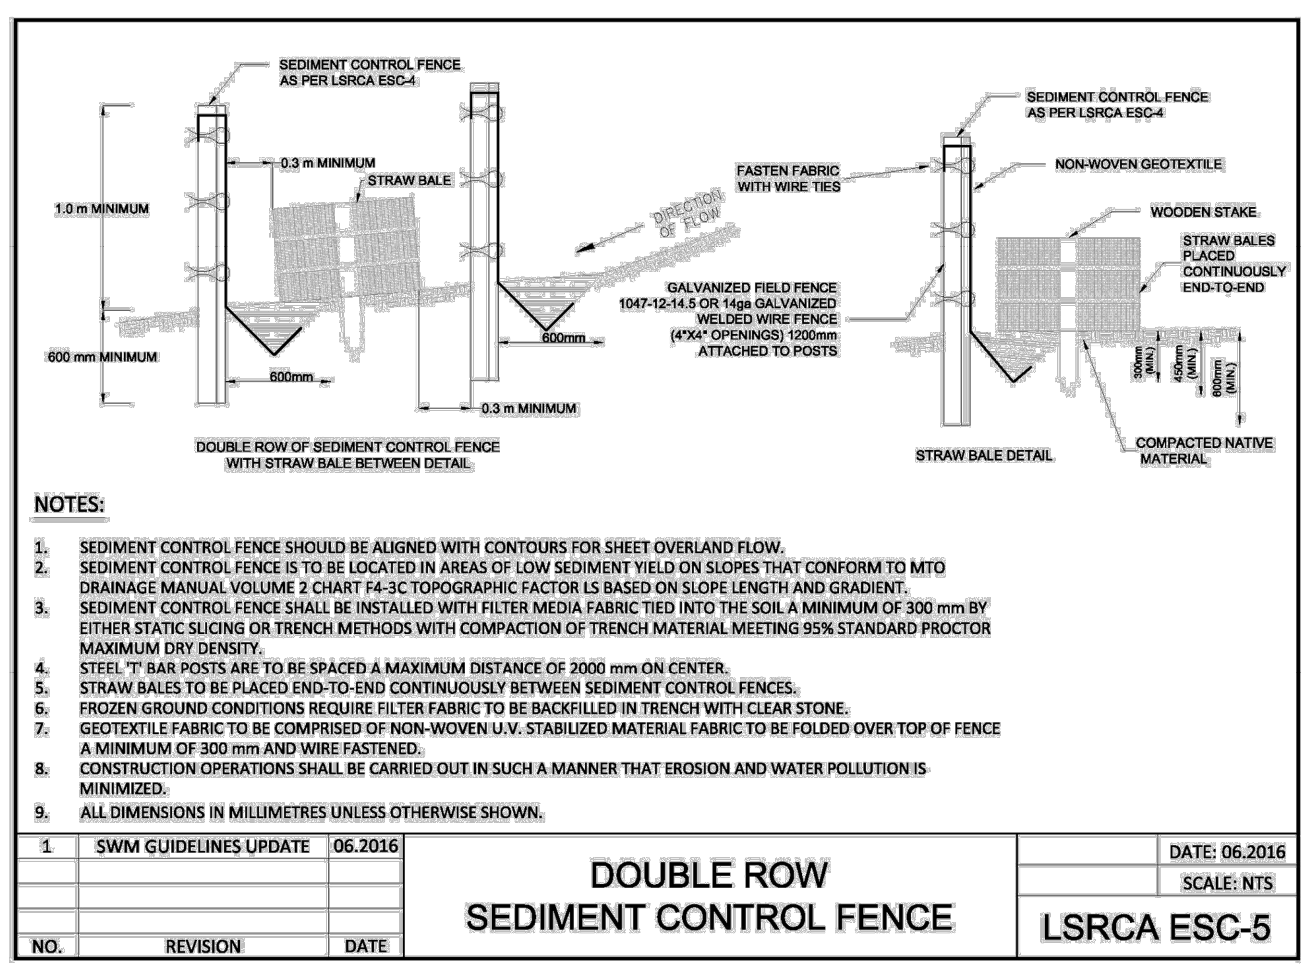 SEDIMENT CONTROL FENCE
AS PER LSRCA ESC-4
0.3 m MINIMUM
STRAW BALE
1.0 m MINIMUM
DIRECTION
OF FLOW
600mm
600 mm MINIMUM
600mm
0.3 m MINIMUM
DOUBLE ROW OF SEDIMENT CONTROL FENCE
WITH STRAW BALE BETWEEN DETAIL
SEDIMENT CONTROL FENCE
AS PER LSRCA ESC-4
FASTEN FABRIC
WITH WIRE TIES
NON-WOVEN GEOTEXTILE
WOODEN STAKE
STRAW BALES
PLACED
CONTINUOUSLY
END-TO-END
GALVANIZED FIELD FENCE
1047-12-14.5 OR 14ga GALVANIZED
WELDED WIRE FENCE
(4"X4" OPENINGS) 1200mm
ATTACHED TO POSTS
300mm
(MIN.)
450mm
(MIN.)
600mm
(MIN.)
COMPACTED NATIVE
MATERIAL
STRAW BALE DETAIL
NOTES:
1. SEDIMENT CONTROL FENCE SHOULD BE ALIGNED WITH CONTOURS FOR SHEET OVERLAND FLOW.
2. SEDIMENT CONTROL FENCE IS TO BE LOCATED IN AREAS OF LOW SEDIMENT YIELD ON SLOPES THAT CONFORM TO MTO
DRAINAGE MANUAL VOLUME 2 CHART F4-3C TOPOGRAPHIC FACTOR LS BASED ON SLOPE LENGTH AND GRADIENT.
3. SEDIMENT CONTROL FENCE SHALL BE INSTALLED WITH FILTER MEDIA FABRIC TIED INTO THE SOIL A MINIMUM OF 300 mm BY
EITHER STATIC SLICING OR TRENCH METHODS WITH COMPACTION OF TRENCH MATERIAL MEETING 95% STANDARD PROCTOR
MAXIMUM DRY DENSITY.
4. STEEL 'T' BAR POSTS ARE TO BE SPACED A MAXIMUM DISTANCE OF 2000 mm ON CENTER.
5. STRAW BALES TO BE PLACED END-TO-END CONTINUOUSLY BETWEEN SEDIMENT CONTROL FENCES.
6. FROZEN GROUND CONDITIONS REQUIRE FILTER FABRIC TO BE BACKFILLED IN TRENCH WITH CLEAR STONE.
7. GEOTEXTILE FABRIC TO BE COMPRISED OF NON-WOVEN U.V. STABILIZED MATERIAL FABRIC TO BE FOLDED OVER TOP OF FENCE
A MINIMUM OF 300 mm AND WIRE FASTENED.
8. CONSTRUCTION OPERATIONS SHALL BE CARRIED OUT IN SUCH A MANNER THAT EROSION AND WATER POLLUTION IS
MINIMIZED.
9. ALL DIMENSIONS IN MILLIMETRES UNLESS OTHERWISE SHOWN.
1 SWM GUIDELINES UPDATE 06.2016
NO. REVISION DATE
DOUBLE ROW
SEDIMENT CONTROL FENCE
DATE: 06.2016
SCALE: NTS
LSRCA ESC-5